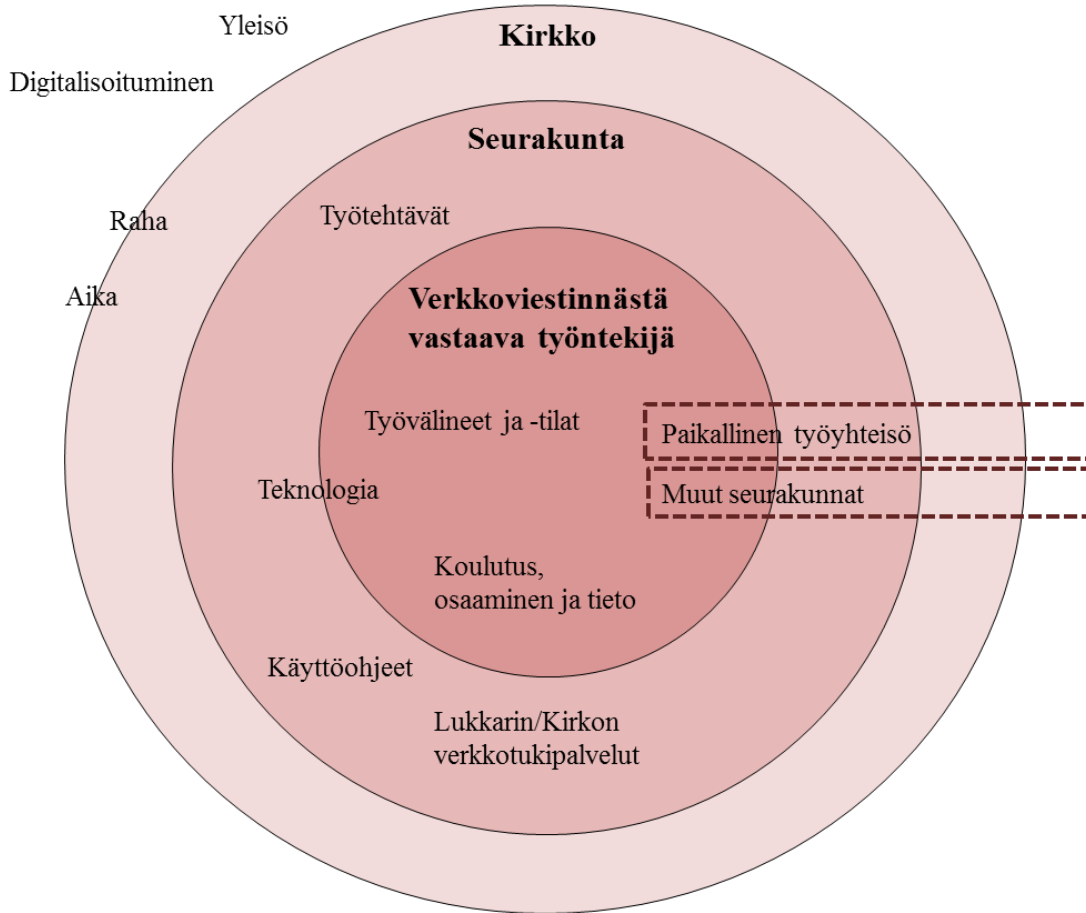 Yleisö
Kirkko
Digitalisoituminen
Seurakunta
Raha
Työtehtävät
Aika
Verkkoviestinnästä
vastaava työntekijä
Työvälineet ja -tilat
Paikallinen työyhteisö
Teknologia
Muut seurakunnat
Koulutus,
osaaminen ja tieto
Käyttöohjeet
Lukkarin/Kirkon
verkkotukipalvelut